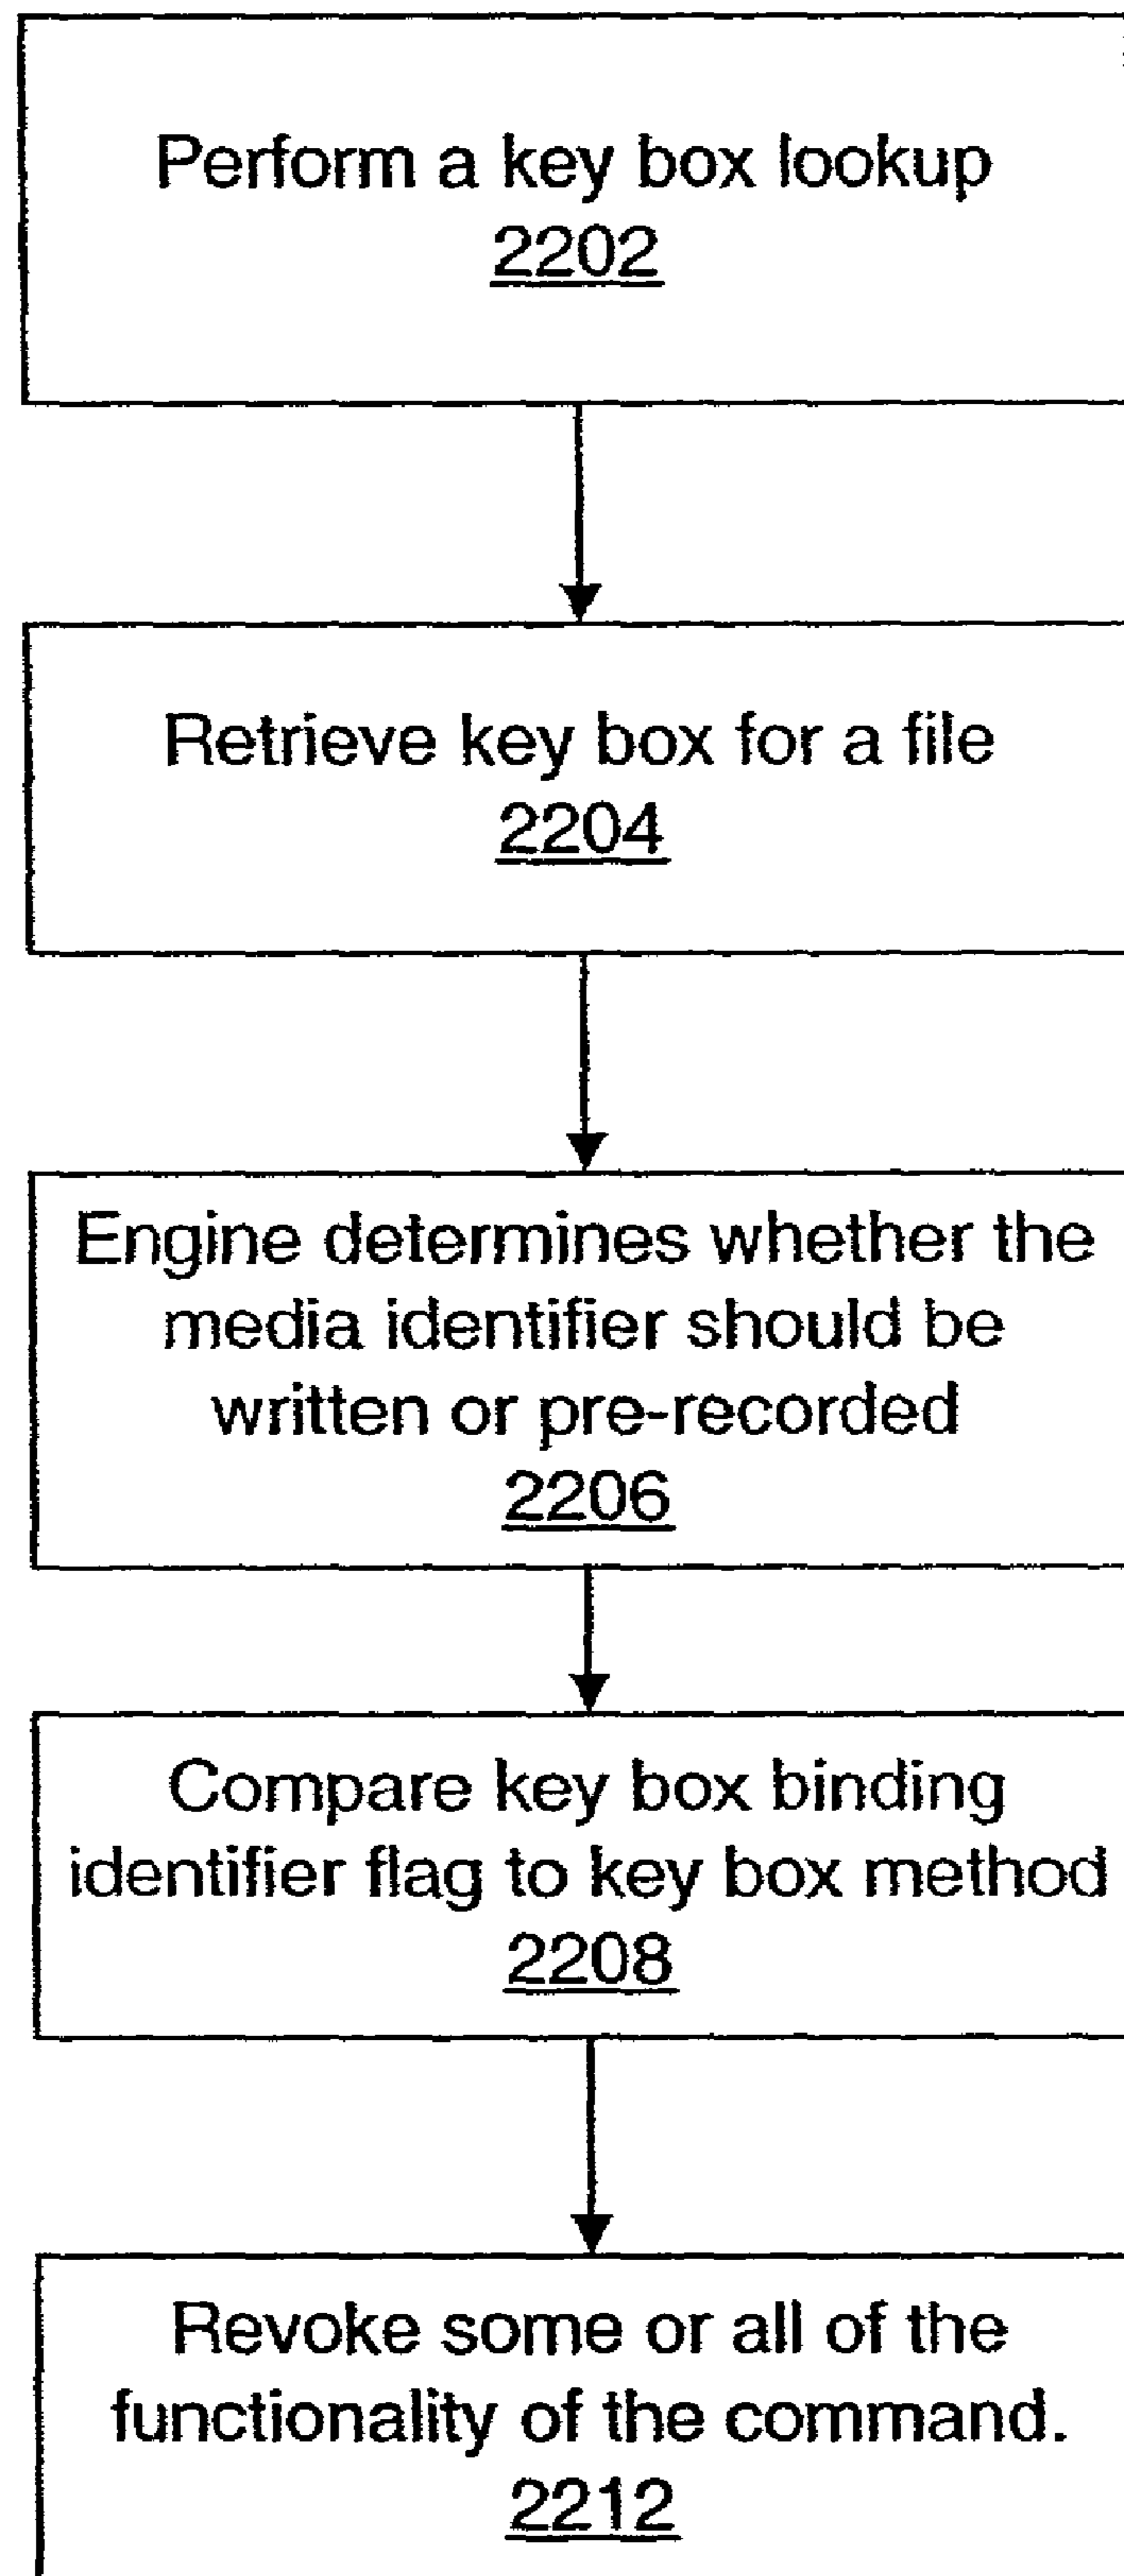 Perform a key box lookup
2202
Retrieve key box for a file
2204
Engine determines whether the
media identifier should be
written or pre-recorded
2206
Compare key box binding
identifier flag to key box method
2208
Revoke some or all of the
functionality of the command.
2212